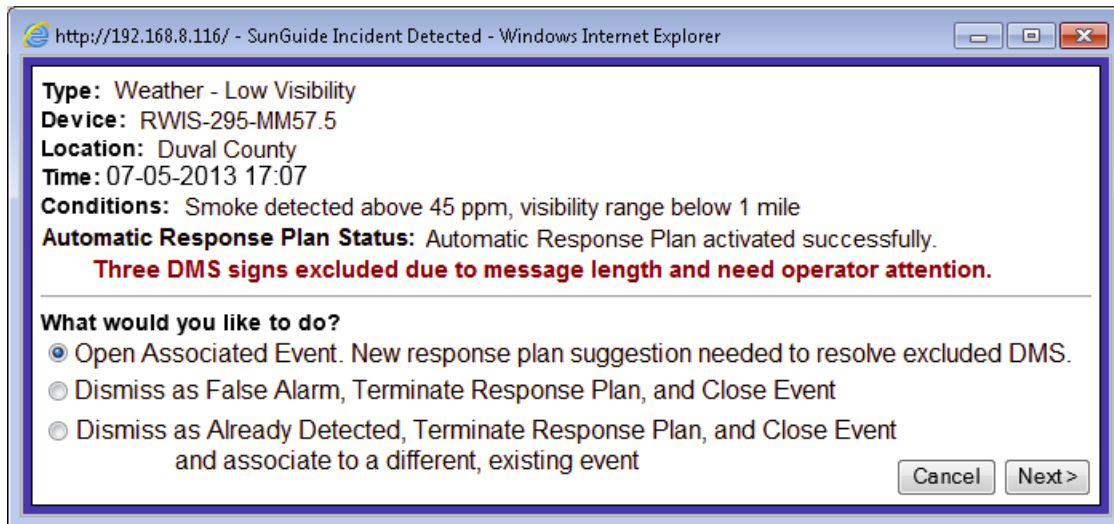 http://192.168.8.116/ - SunGuide Incident Detected - Windows Internet Explorer
Type: Weather - Low Visibility
Device: RWIS-295-MM57.5
Location: Duval County
Time: 07-05-2013 17:07
Conditions: Smoke detected above 45 ppm, visibility range below 1 mile
Automatic Response Plan Status: Automatic Response Plan activated successfully.
Three DMS signs excluded due to message length and need operator attention.
What would you like to do?
Open Associated Event. New response plan suggestion needed to resolve excluded DMS.
Dismiss as False Alarm, Terminate Response Plan, and Close Event
Dismiss as Already Detected, Terminate Response Plan, and Close Event
and associate to a different, existing event
Cancel Next>